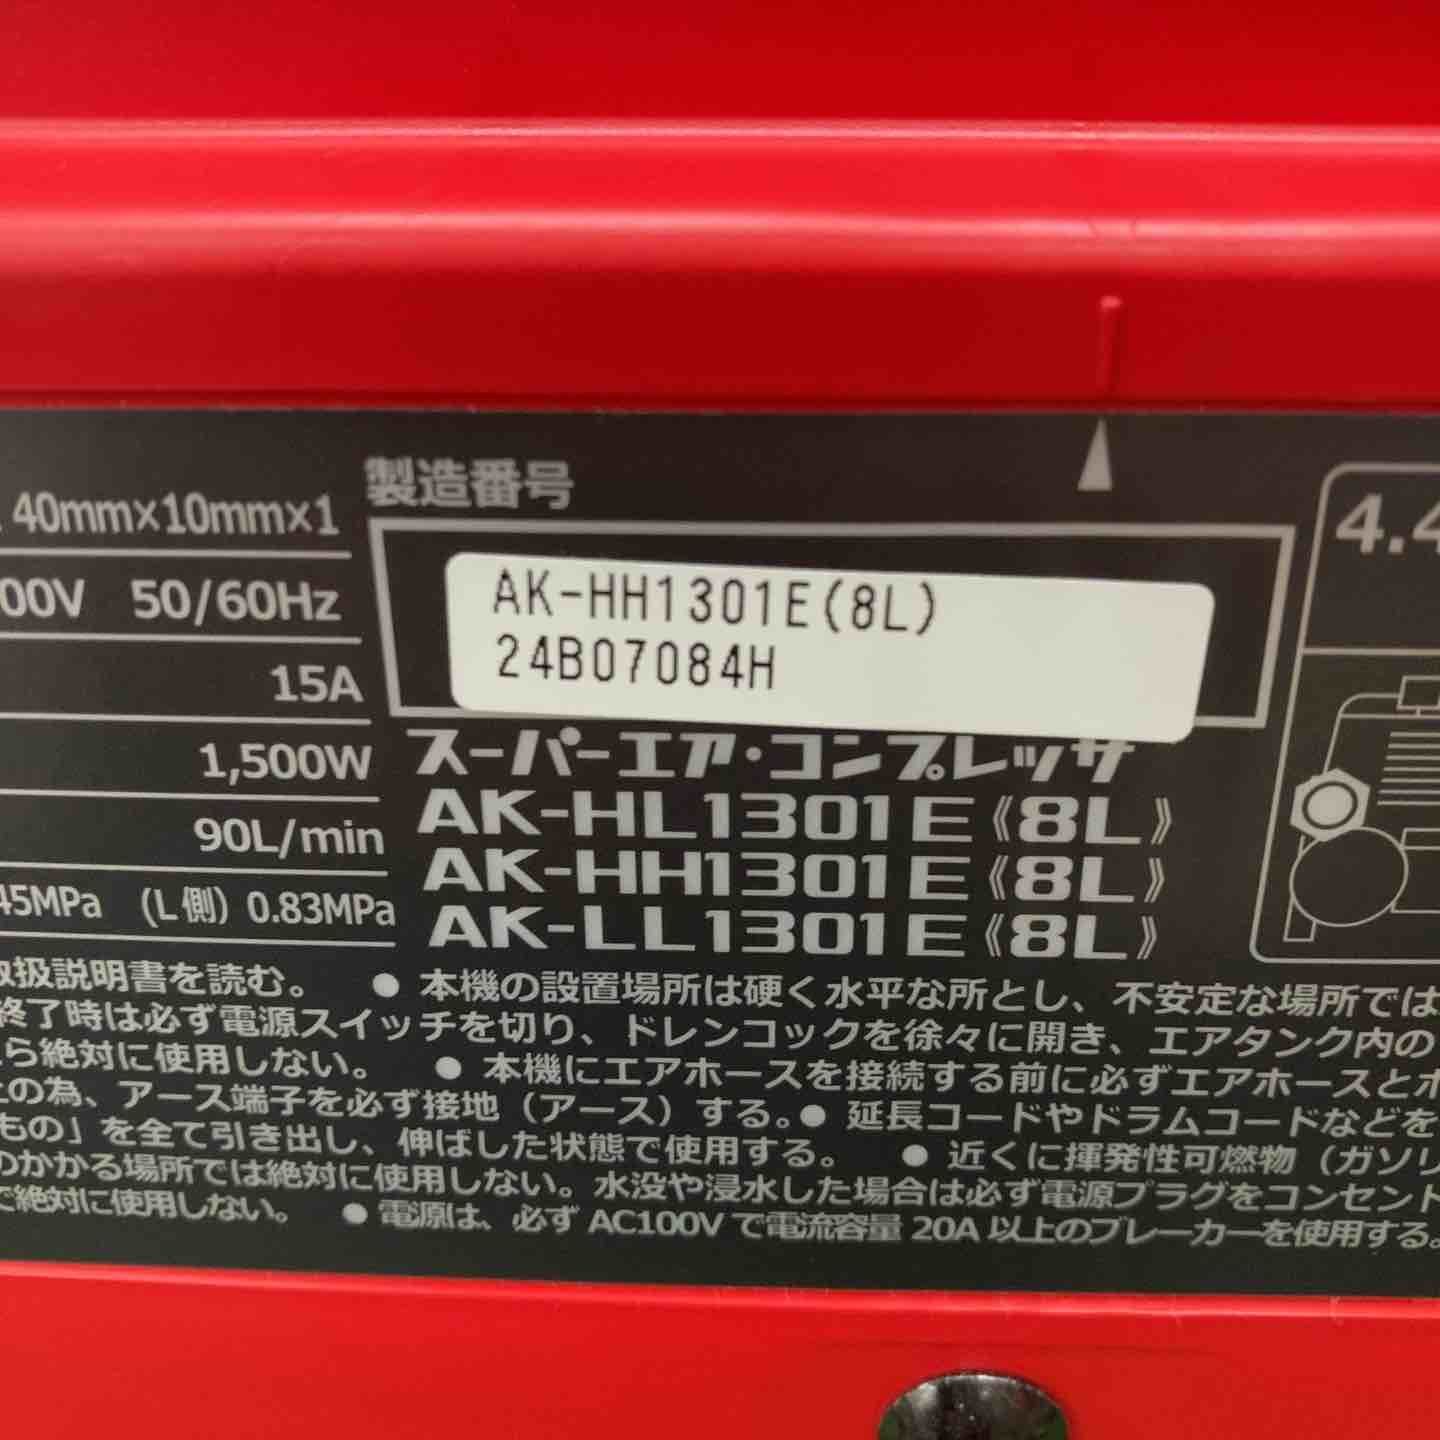 40mm×10mm×1
製造番号
4.4
00V 50/60Hz
AK-HH1301E(8L)
24B07084H
15A
1,500W
スーパーエア・コンプレッサ
90L/min
AK-HL1301E《8L》
AK-HH1301E《8L》
45MPa (L側) 0.83MPa
AK-LL1301E《8L》
取扱説明書を読む。 ● 本機の設置場所は硬く水平な所とし、不安定な場所では
終了時は必ず電源スイッチを切り、ドレンコックを徐々に開き、エアタンク内の
ら絶対に使用しない。 ● 本機にエアホースを接続する前に必ずエアホースと
の為、アース端子を必ず接地（アース）する。● 延長コードやドラムコードなどを
もの」を全て引き出し、伸ばした状態で使用する。 ● 近くに揮発性可燃物（ガソリ
のかかる場所では絶対に使用しない。水没や浸水した場合は必ず電源プラグをコンセント
で絶対に使用しない。 ● 電源は、必ず AC100V で電流容量 20A 以上のブレーカーを使用する。